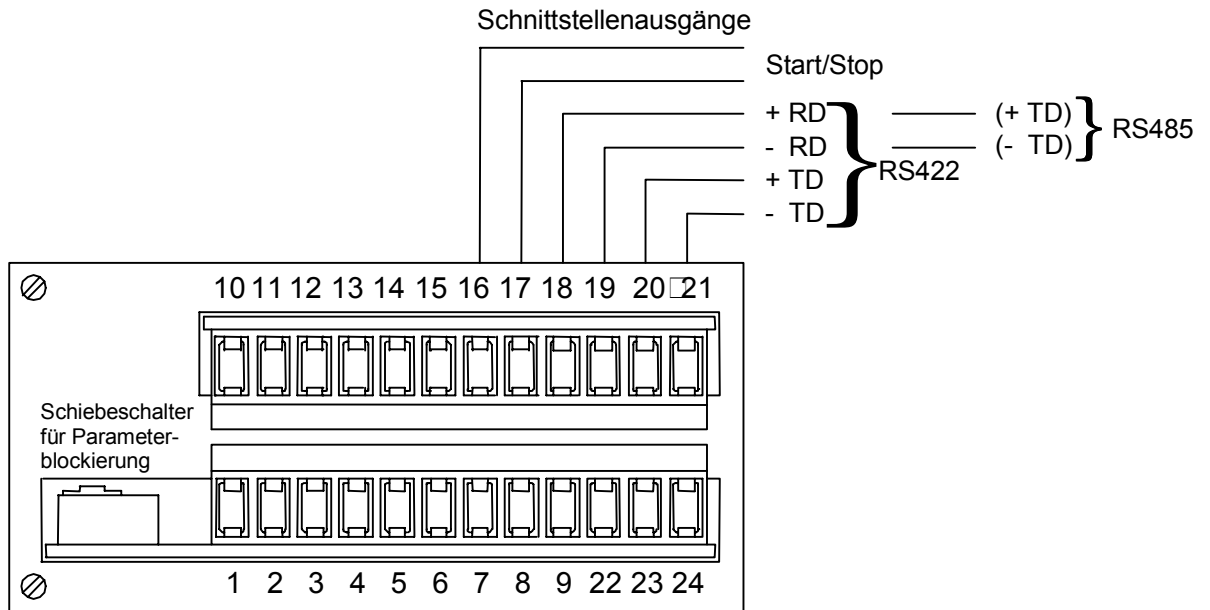 Schnittstellenausgänge
Start/Stop
+ RD (+ TD)
- RD (- TD)
RS485
+ TD
RS422
- TD
10 11 12 13 14 15 16 17 18 19 20 □21
Schiebeschalter
für Parameter-
blockierung
1 2 3 4 5 6 7 8 9 22 23 24